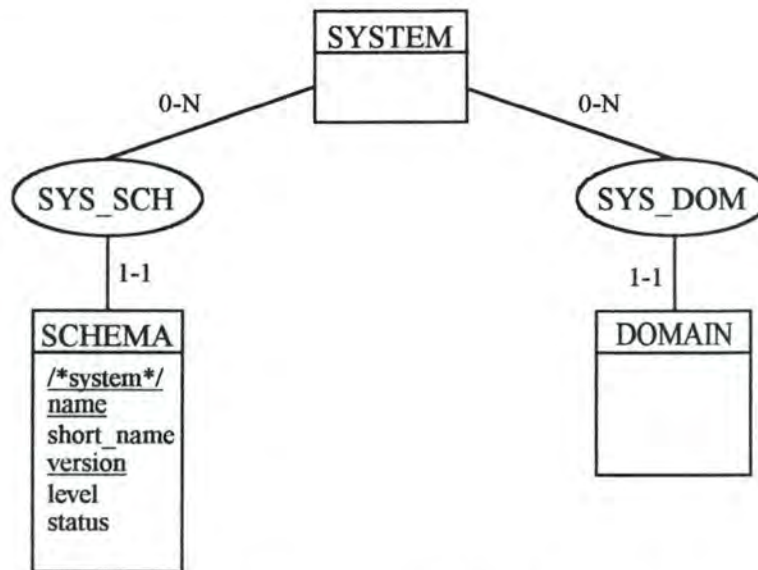 SYSTEM
0-N
0-N
SYS_SCH
SYS_DOM
1-1
1-1
SCHEMA
/*system*/
name
short_name
version
level
status
DOMAIN